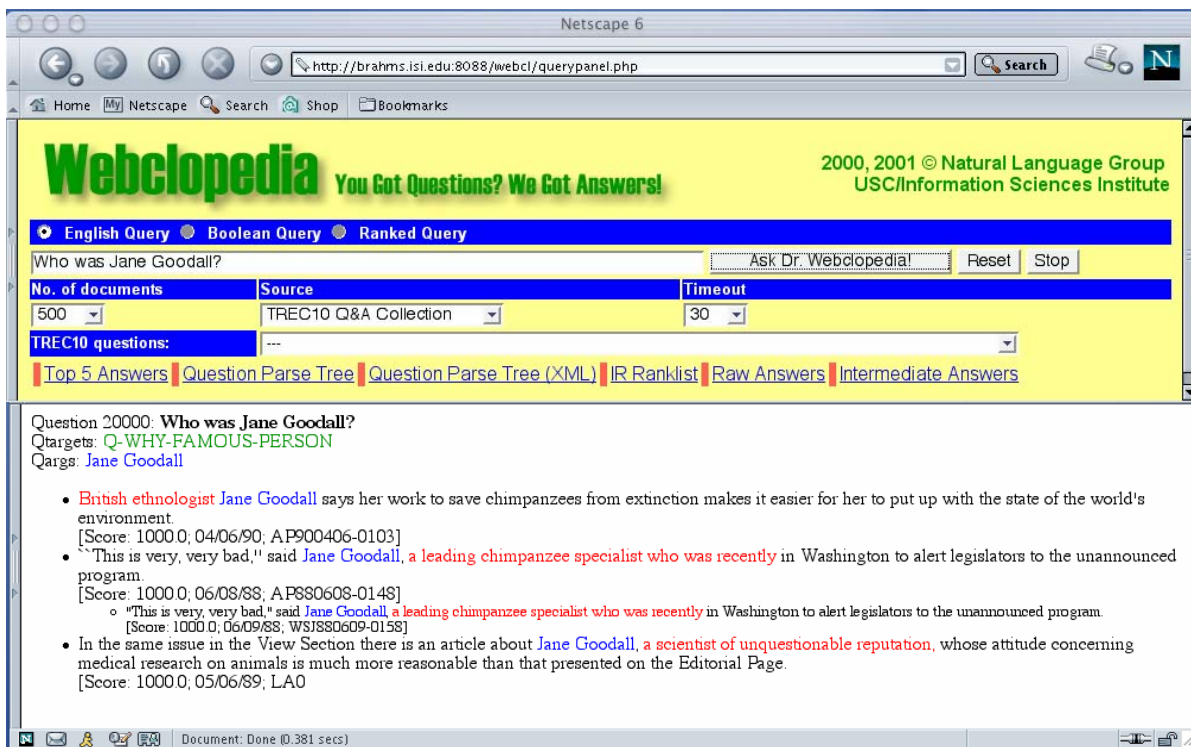 Netscape 6
http://brahms.isi.edu:8088/webcl/querypanel.php
Search
N
Home My Netscape Search Shop Bookmarks
Webclopedia You Got Questions? We Got Answers!
2000, 2001 © Natural Language Group
USC/Information Sciences Institute
English Query Boolean Query Ranked Query
Who was Jane Goodall? Ask Dr. Webclopedia! Reset Stop
No. of documents Source Timeout
500 TREC10 Q&A Collection 30
TREC10 questions: ---
Top 5 Answers Question Parse Tree Question Parse Tree (XML) IR Ranklist Raw Answers Intermediate Answers
Question 20000: Who was Jane Goodall?
Qtargets: Q-WHY-FAMOUS-PERSON
Qargs: Jane Goodall
• British ethnologist Jane Goodall says her work to save chimpanzees from extinction makes it easier for her to put up with the state of the world's
environment.
[Score: 1000.0; 04/06/90; AP900406-0103]
• ``This is very, very bad,'' said Jane Goodall, a leading chimpanzee specialist who was recently in Washington to alert legislators to the unannounced
program.
[Score: 1000.0; 06/08/88; AP880608-0148]
○ "This is very, very bad," said Jane Goodall, a leading chimpanzee specialist who was recently in Washington to alert legislators to the unannounced program.
[Score: 1000.0; 06/09/88; WSJ880609-0158]
• In the same issue in the View Section there is an article about Jane Goodall, a scientist of unquestionable reputation, whose attitude concerning
medical research on animals is much more reasonable than that presented on the Editorial Page.
[Score: 1000.0; 05/06/89; LA0
Document: Done (0.381 secs)